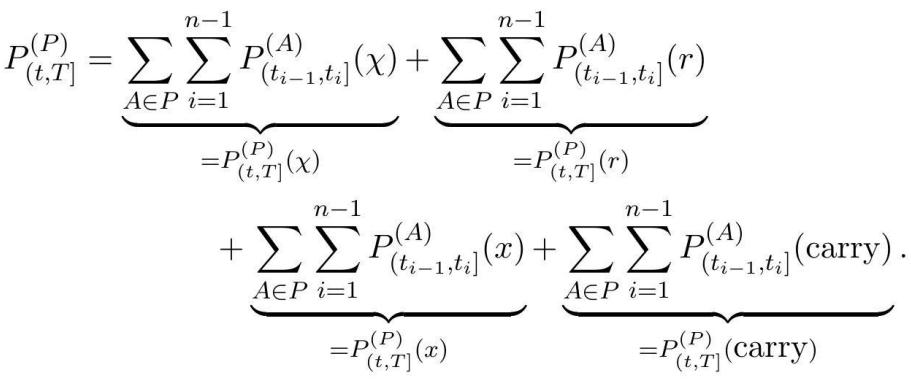 $P^{(P)}_{(t,T]} = \underbrace{\sum_{A \in P} \sum_{i=1}^{n-1} P^{(A)}_{(t_{i-1},t_i]}(\chi)}_{=P^{(P)}_{(t,T]}(\chi)} + \underbrace{\sum_{A \in P} \sum_{i=1}^{n-1} P^{(A)}_{(t_{i-1},t_i]}(r)}_{=P^{(P)}_{(t,T]}(r)}$
$+ \underbrace{\sum_{A \in P} \sum_{i=1}^{n-1} P^{(A)}_{(t_{i-1},t_i]}(x)}_{=P^{(P)}_{(t,T]}(x)} + \underbrace{\sum_{A \in P} \sum_{i=1}^{n-1} P^{(A)}_{(t_{i-1},t_i]}(\text{carry})}_{=P^{(P)}_{(t,T]}(\text{carry})}.$